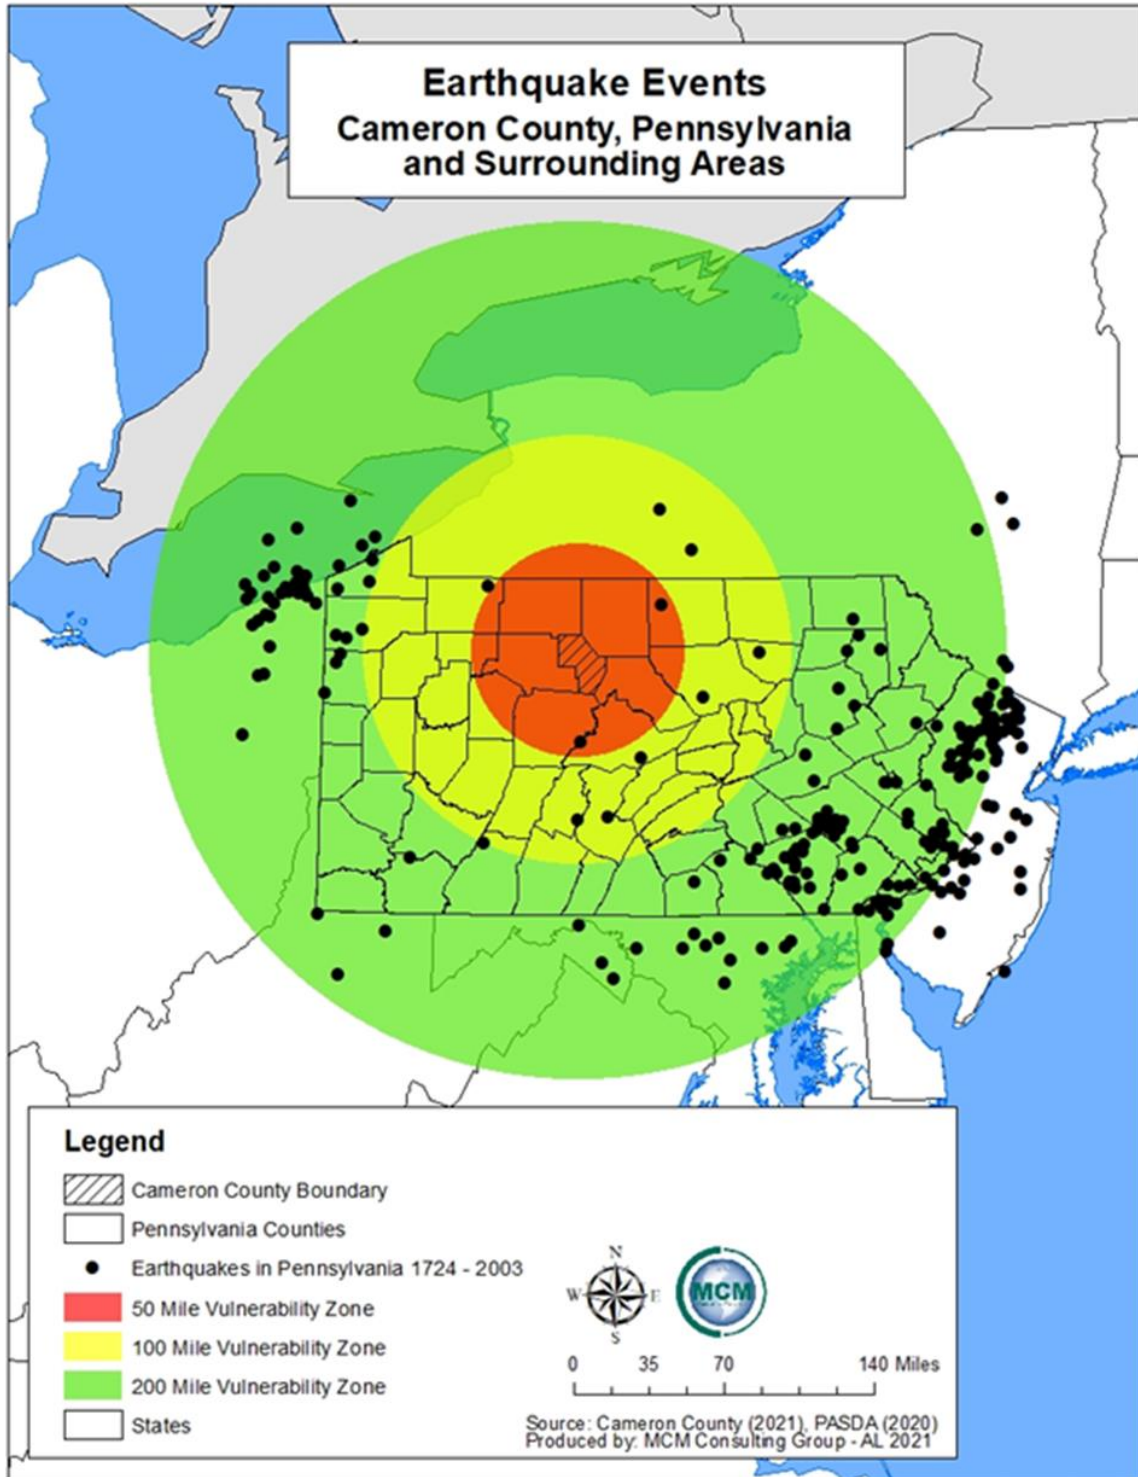 Earthquake Events
Cameron County, Pennsylvania
and Surrounding Areas
Legend
Cameron County Boundary
Pennsylvania Counties
Earthquakes in Pennsylvania 1724 - 2003
50 Mile Vulnerability Zone
100 Mile Vulnerability Zone
200 Mile Vulnerability Zone
States
N
W E
S
MCM
0 35 70 140 Miles
Source: Cameron County (2021), PASDA (2020)
Produced by: MCM Consulting Group - AL 2021